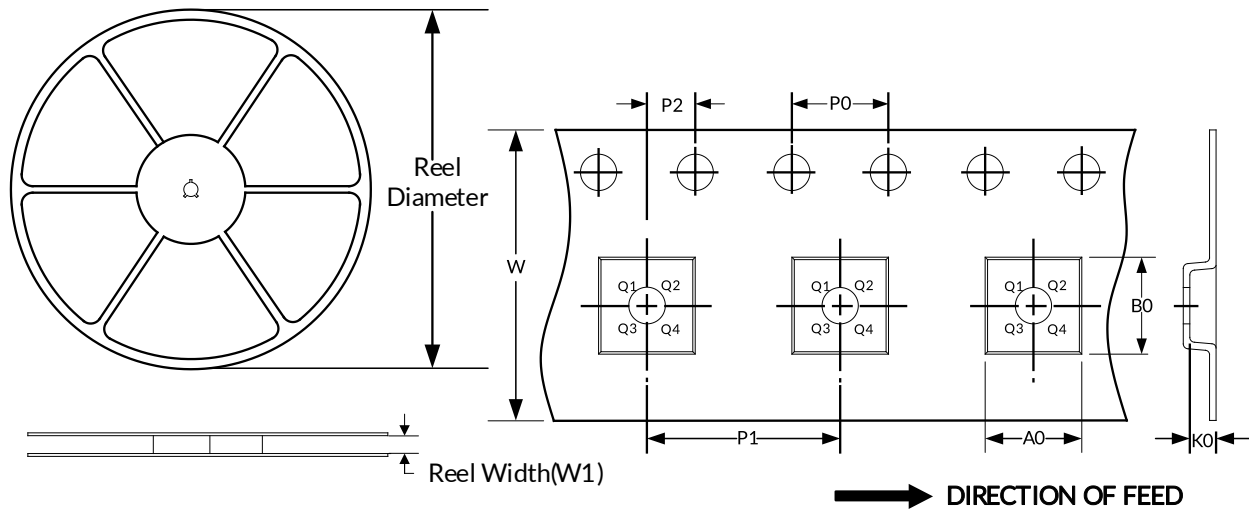 P2
P0
Reel
Diameter
W
Q1 Q2
Q3 Q4
Q1 Q2
Q3 Q4
Q1 Q2
Q3 Q4
B0
P1
A0
K0
Reel Width(W1)
DIRECTION OF FEED